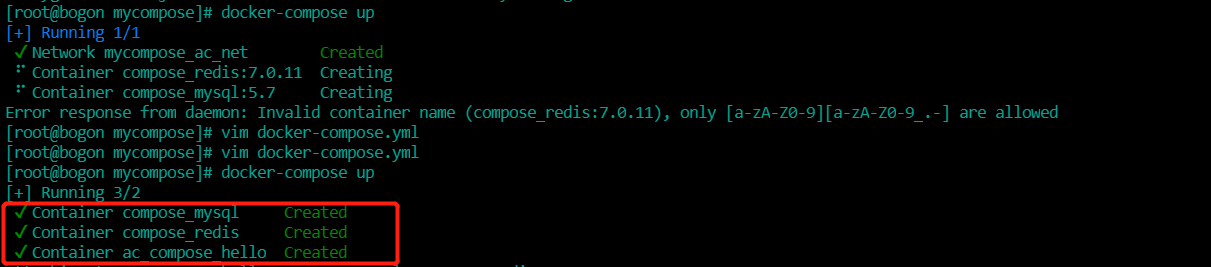 [root@bogon mycompose]# docker-compose up
[+] Running 1/1
✓ Network mycompose_ac_net Created
⠋ Container compose_redis:7.0.11 Creating
⠋ Container compose_mysql:5.7 Creating
Error response from daemon: Invalid container name (compose_redis:7.0.11), only [a-zA-Z0-9][a-zA-Z0-9_.-] are allowed
[root@bogon mycompose]# vim docker-compose.yml
[root@bogon mycompose]# vim docker-compose.yml
[root@bogon mycompose]# docker-compose up
[+] Running 3/2
✓ Container compose_mysql Created
✓ Container compose_redis Created
✓ Container ac_compose_hello Created